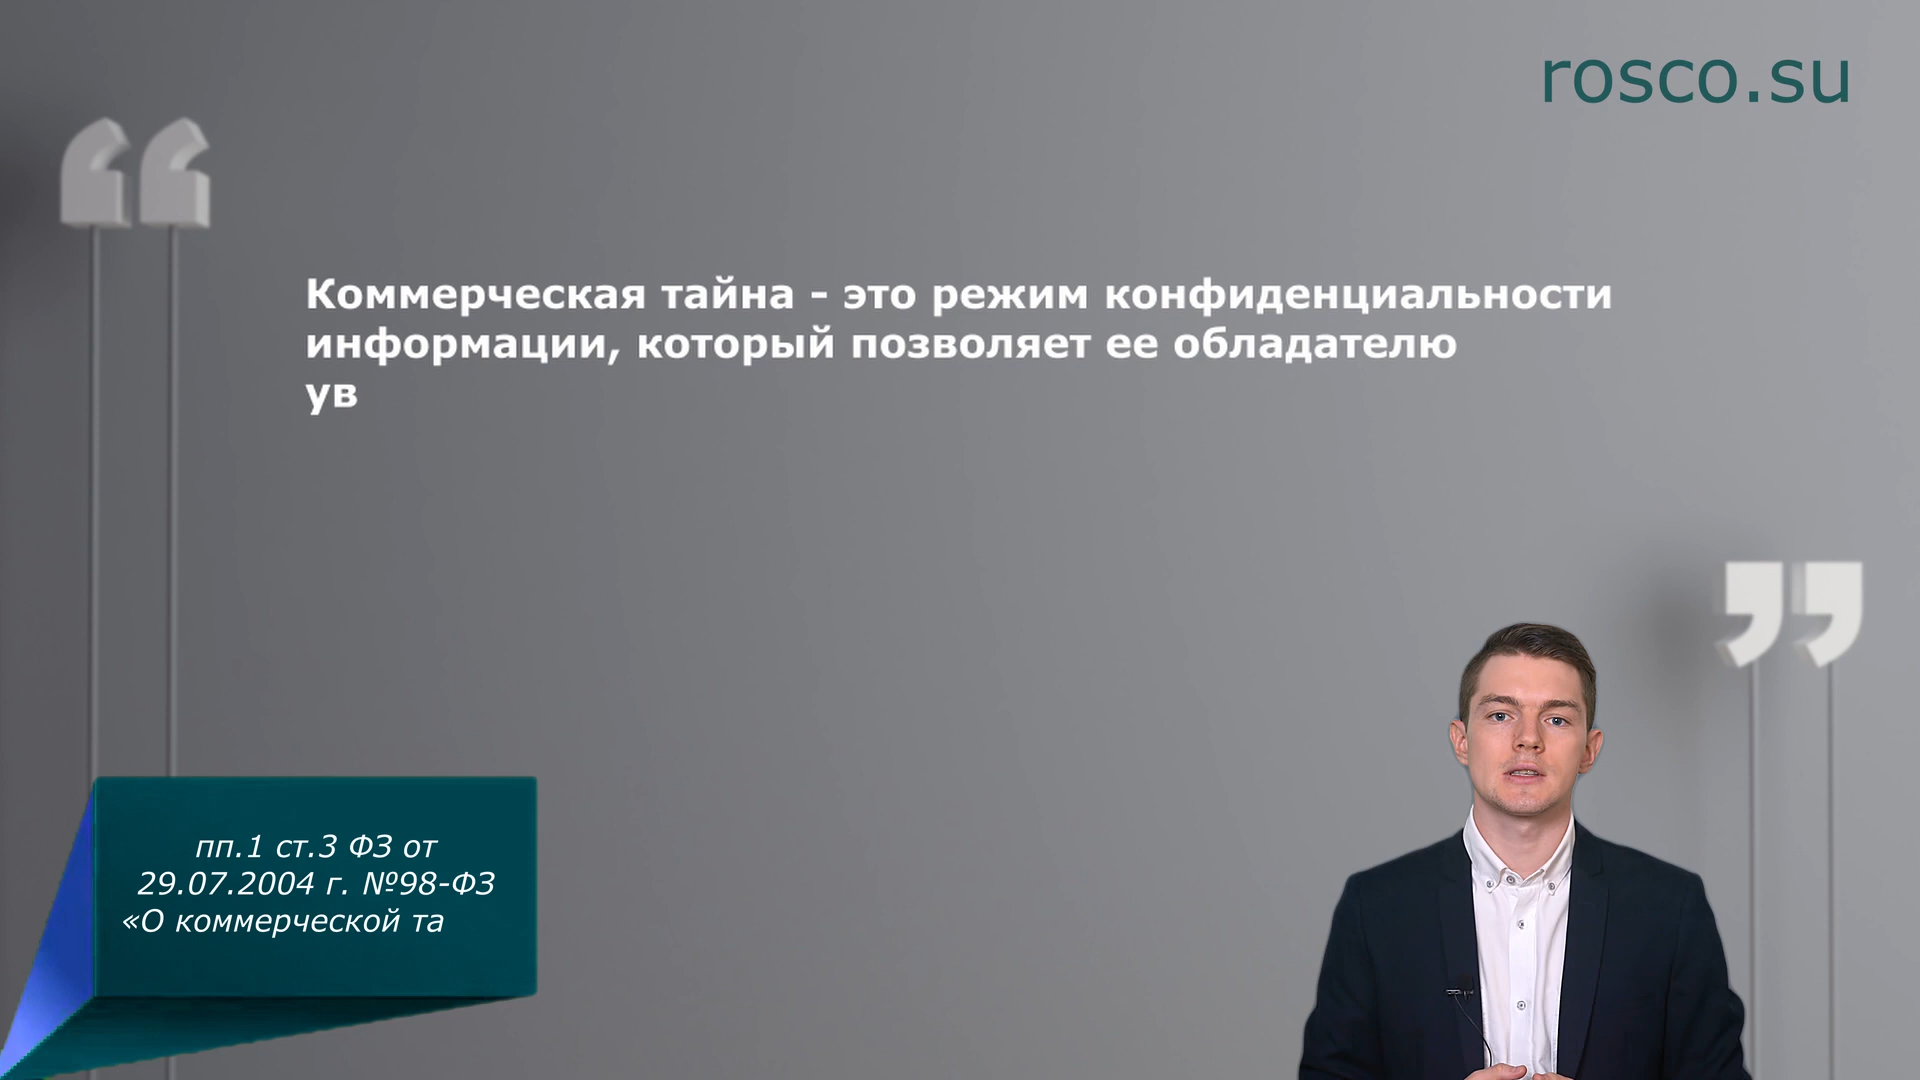 rosco.su
Коммерческая тайна - это режим конфиденциальности
информации, который позволяет ее обладателю
ув
пп.1 ст.3 ФЗ от
29.07.2004 г. №98-ФЗ
«О коммерческой та